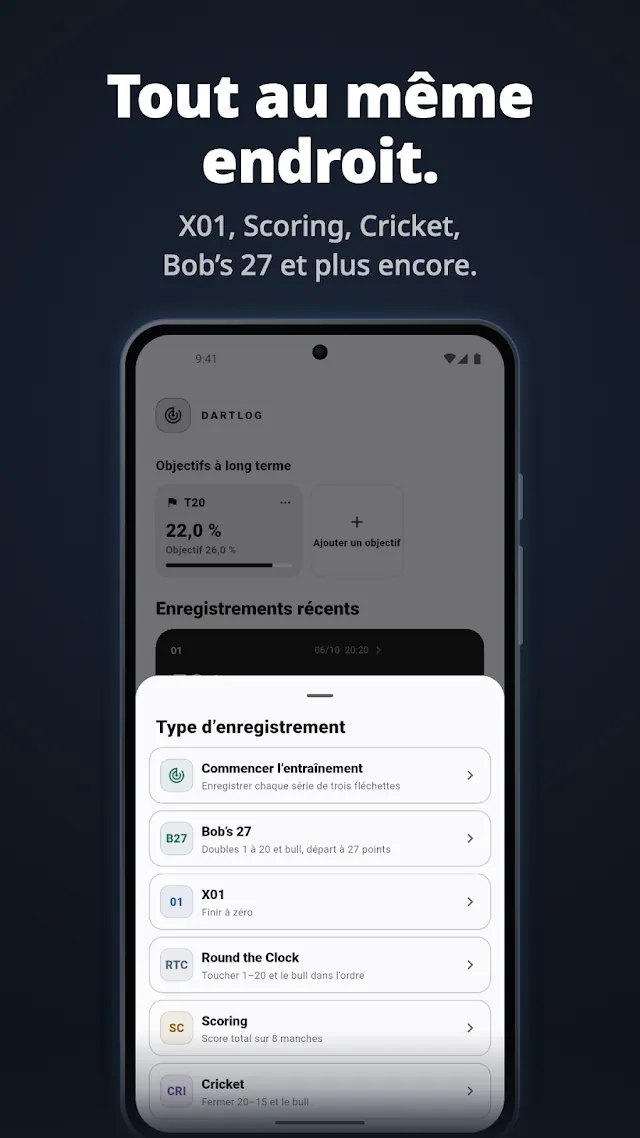 Tout au même
endroit.
X01, Scoring, Cricket,
Bob’s 27 et plus encore.
9:41
DARTLOG
Objectifs à long terme
T20
22,0 %
Objectif 26,0 %
Ajouter un objectif
Enregistrements récents
01
06/10 20:20
Type d’enregistrement
Commencer l’entraînement
Enregistrer chaque série de trois fléchettes
B27
Bob’s 27
Doubles 1 à 20 et bull, départ à 27 points
01
X01
Finir à zéro
RTC
Round the Clock
Toucher 1–20 et le bull dans l’ordre
SC
Scoring
Score total sur 8 manches
CRI
Cricket
Fermer 20–15 et le bull